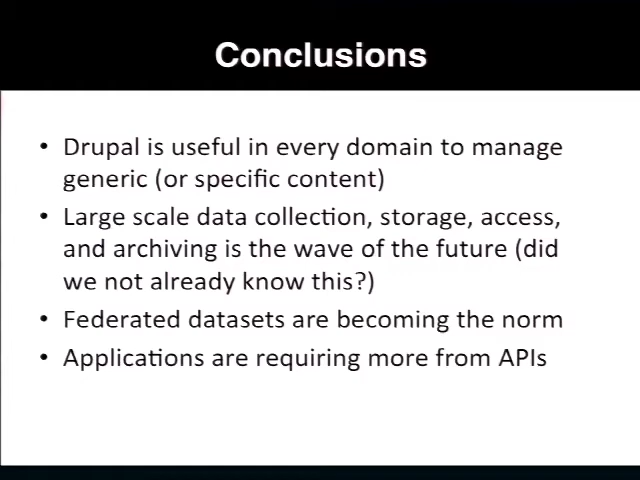 Conclusions
• Drupal is useful in every domain to manage
generic (or specific content)
• Large scale data collection, storage, access,
and archiving is the wave of the future (did
we not already know this?)
• Federated datasets are becoming the norm
• Applications are requiring more from APIs